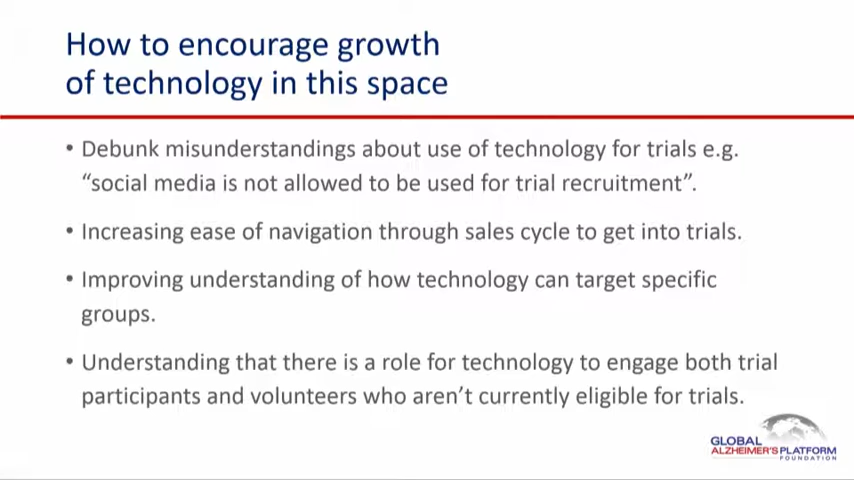 How to encourage growth
of technology in this space
• Debunk misunderstandings about use of technology for trials e.g.
“social media is not allowed to be used for trial recruitment”.
• Increasing ease of navigation through sales cycle to get into trials.
• Improving understanding of how technology can target specific
groups.
• Understanding that there is a role for technology to engage both trial
participants and volunteers who aren’t currently eligible for trials.
GLOBAL
ALZHEIMER'S PLATFORM
FOUNDATION